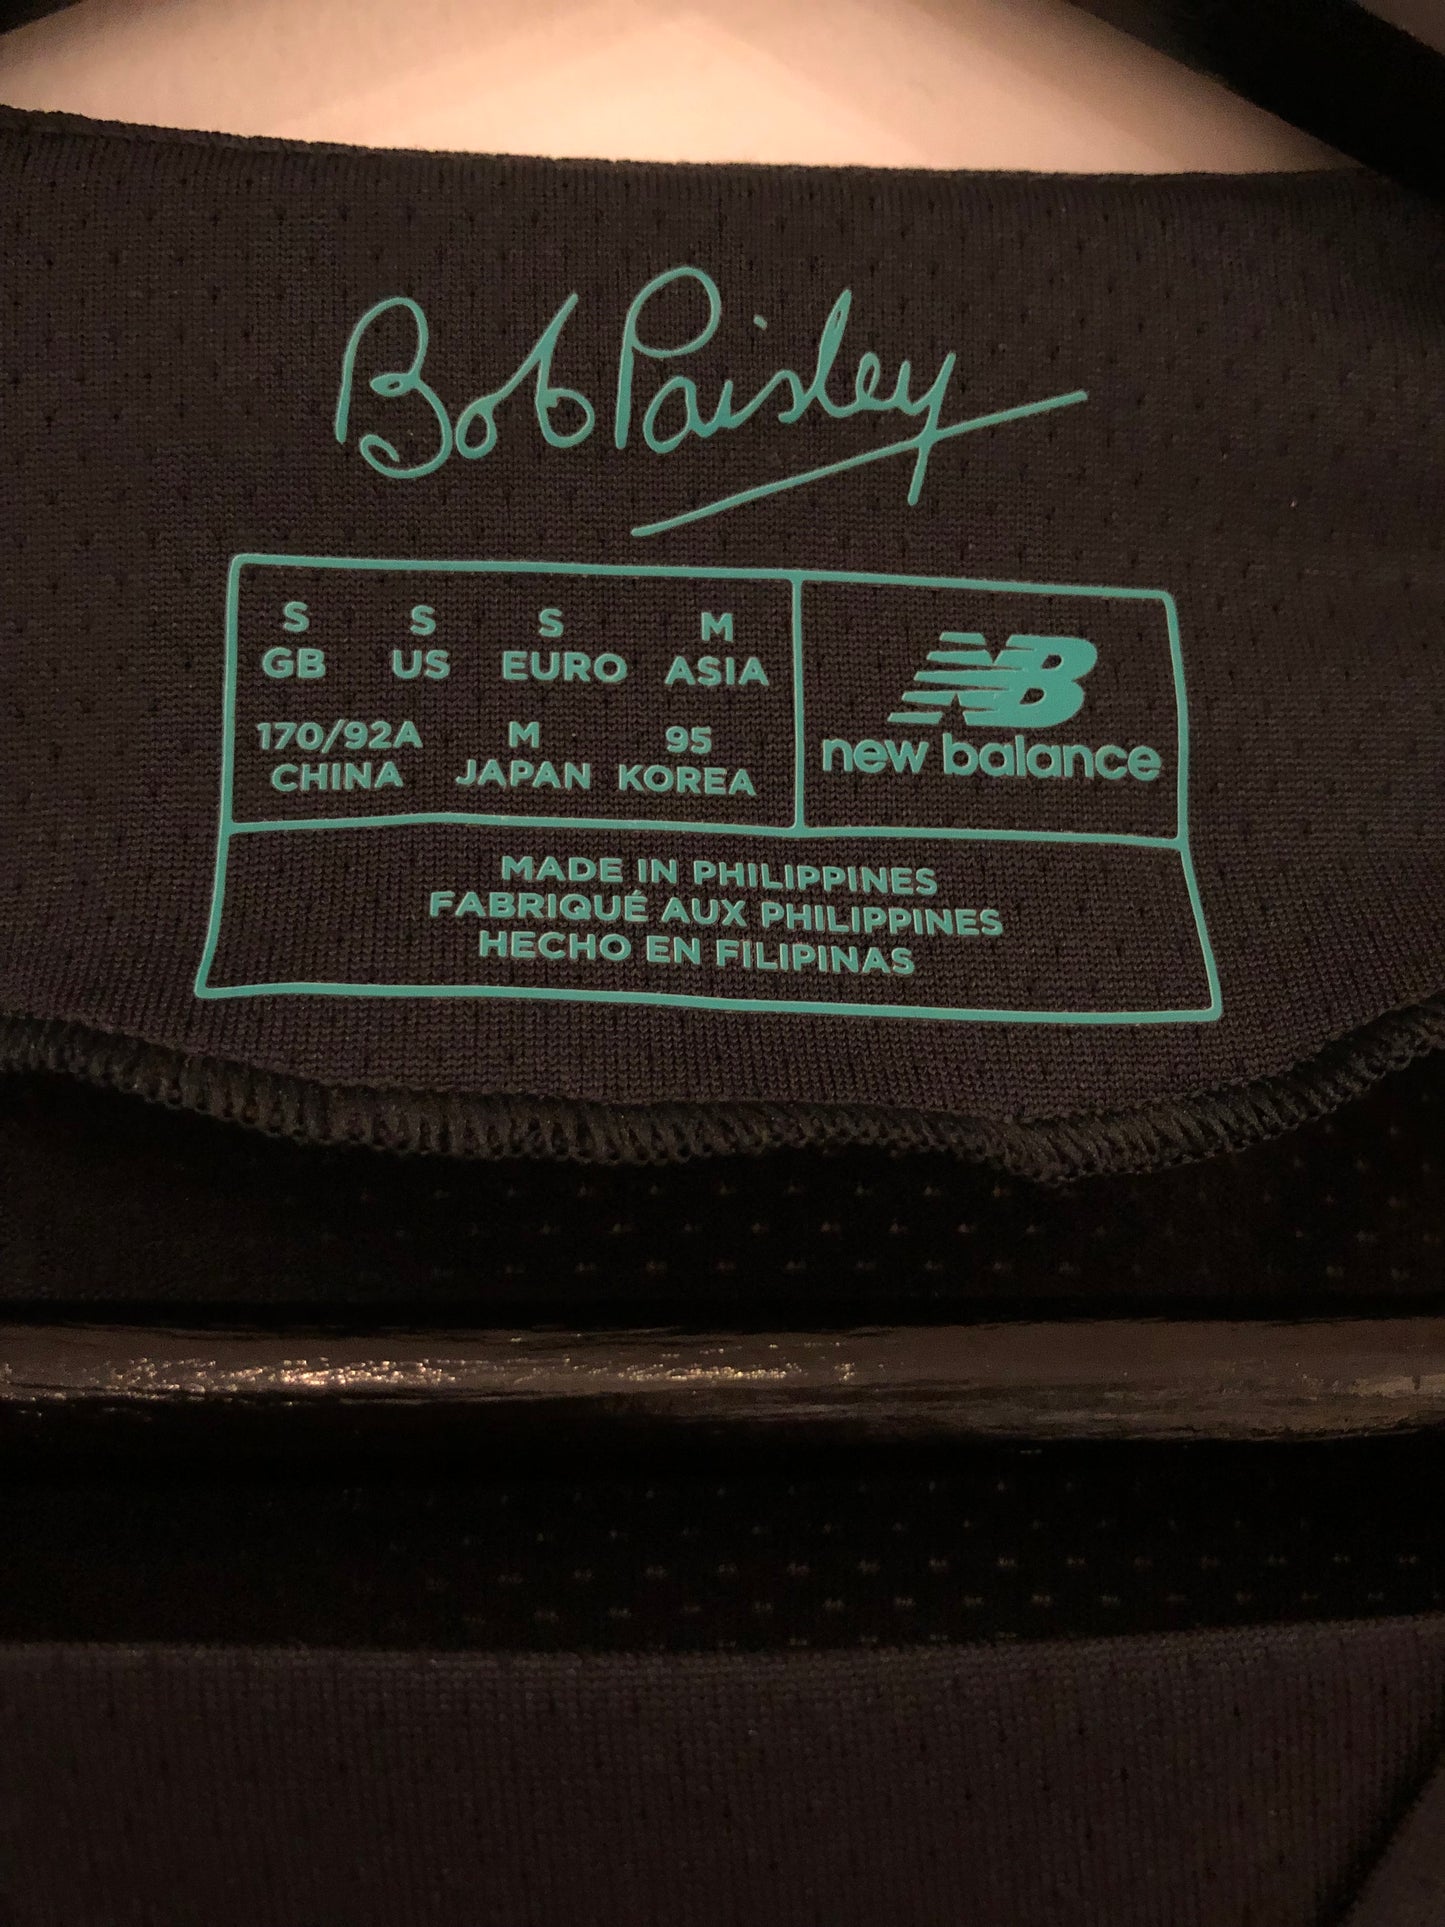 Bob Paisley
S S S M
GB US EURO ASIA
170/92A M 95
CHINA JAPAN KOREA
NB
new balance
MADE IN PHILIPPINES
FABRIQUÉ AUX PHILIPPINES
HECHO EN FILIPINAS